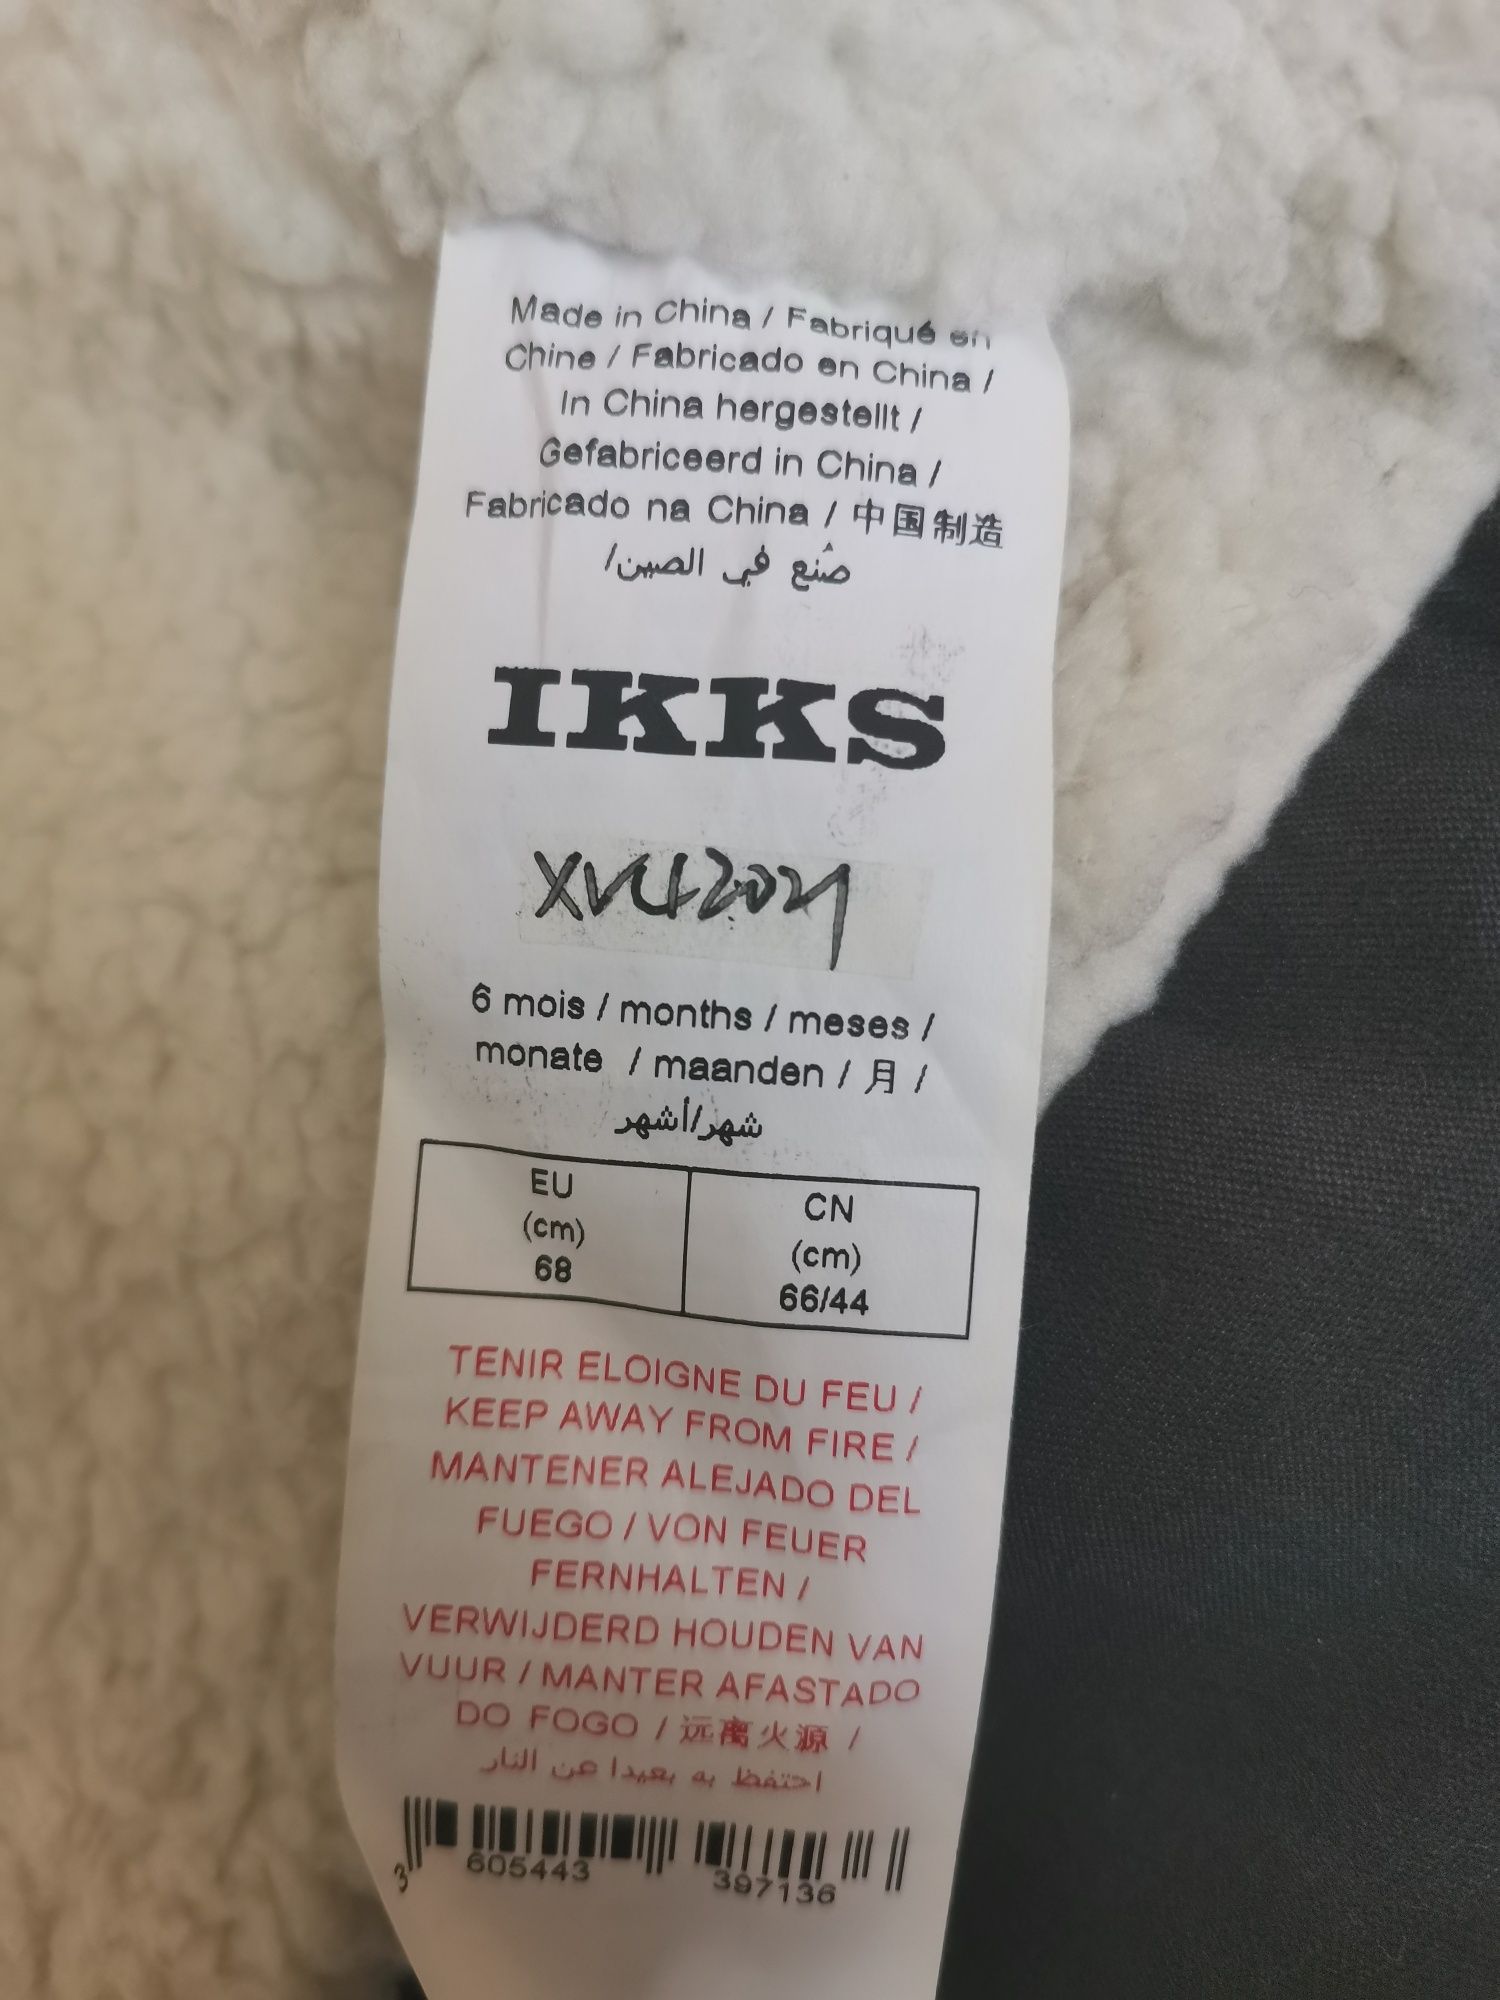 Made in China / Fabriqué en
Chine / Fabricado en China /
In China hergestellt /
Gefabriceerd in China /
Fabricado na China / 中国制造
صُنع في الصين/
IKKS
6 mois / months / meses /
monate / maanden / 月 /
شهر/أشهر
EU
(cm)
68
CN
(cm)
66/44
TENIR ELOIGNE DU FEU /
KEEP AWAY FROM FIRE /
MANTENER ALEJADO DEL
FUEGO / VON FEUER
FERNHALTEN /
VERWIJDERD HOUDEN VAN
VUUR / MANTER AFASTADO
DO FOGO / 远离火源 /
احتفظ به بعيدا عن النار
3 605443 397136